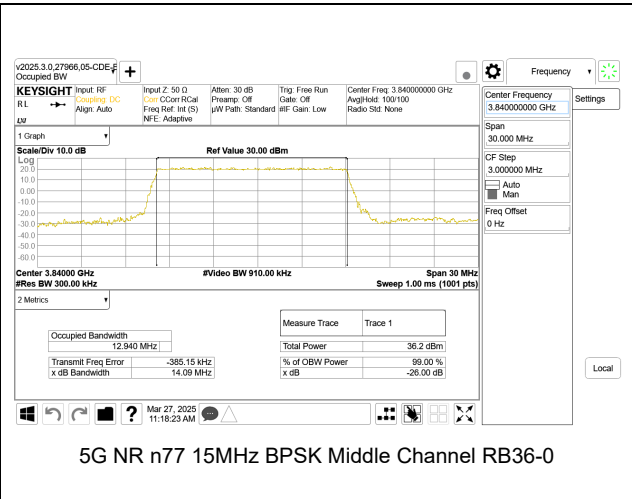 v2025.3.0,27966,05-CDE-
Occupied BW
Frequency
KEYSIGHT
R L
Input: RF
Coupling: DC
Align: Auto
Input Z: 50 Ω
Corr CCorr RCal
Freq Ref: Int (S)
NFE: Adaptive
Atten: 30 dB
Preamp: Off
µW Path: Standard
Trig: Free Run
Gate: Off
#IF Gain: Low
Center Freq: 3.840000000 GHz
Avg|Hold: 100/100
Radio Std: None
1 Graph
Scale/Div 10.0 dB
Ref Value 30.00 dBm
Log
20.0
10.0
0.00
-10.0
-20.0
-30.0
-40.0
-50.0
-60.0
Center 3.84000 GHz
#Video BW 910.00 kHz
Span 30 MHz
#Res BW 300.00 kHz
Sweep 1.00 ms (1001 pts)
2 Metrics
Measure Trace
Trace 1
Occupied Bandwidth
12.940 MHz
Total Power
36.2 dBm
Transmit Freq Error
-385.15 kHz
% of OBW Power
99.00 %
x dB Bandwidth
14.09 MHz
x dB
-26.00 dB
Center Frequency
3.840000000 GHz
Settings
Span
30.000 MHz
CF Step
3.000000 MHz
Auto
Man
Freq Offset
0 Hz
Local
Mar 27, 2025
11:18:23 AM
5G NR n77 15MHz BPSK Middle Channel RB36-0